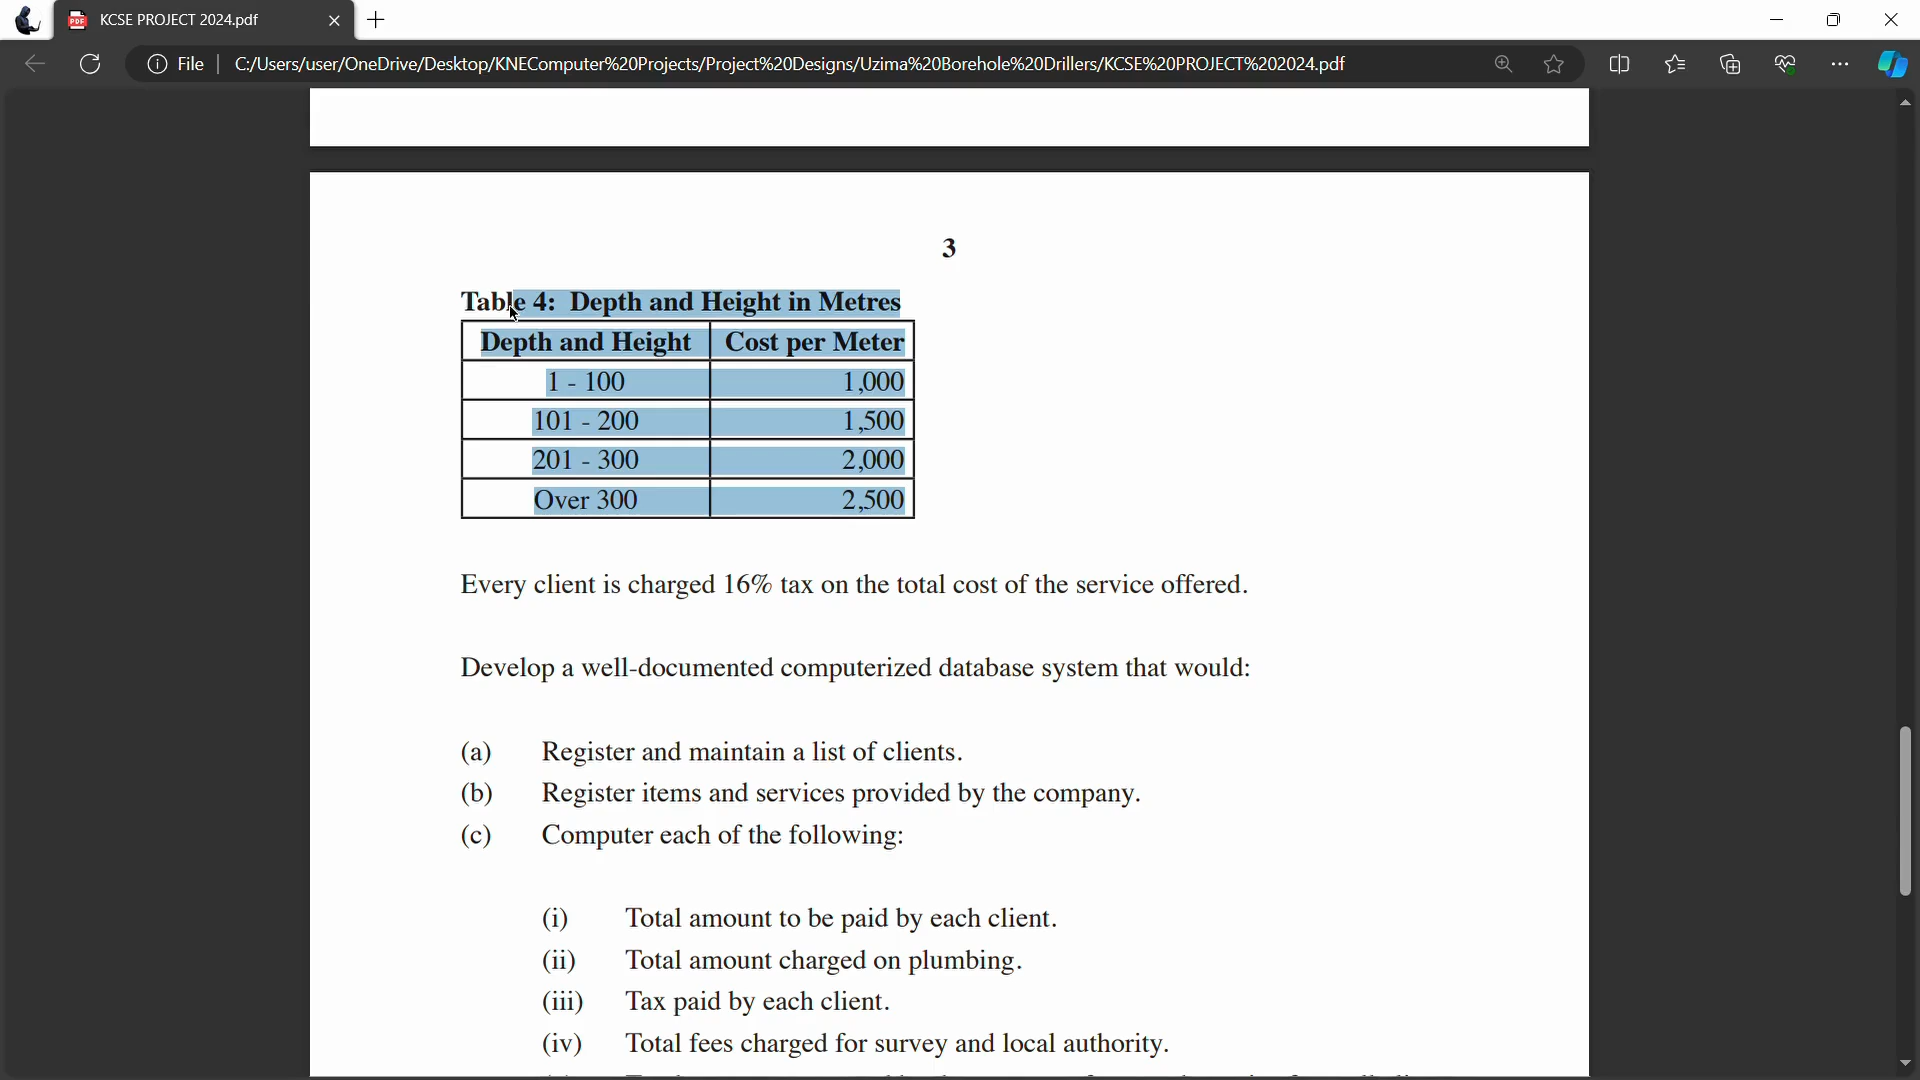 KCSE PROJECT 2024.pdf
File
C:/Users/user/OneDrive/Desktop/KNEComputer%20Projects/Project%20Designs/Uzima%20Borehole%20Drillers/KCSE%20PROJECT%202024.pdf
3
Table 4: Depth and Height in Metres
Depth and Height Cost per Meter
1 - 100 1,000
101 - 200 1,500
201 - 300 2,000
Over 300 2,500
Every client is charged 16% tax on the total cost of the service offered.
Develop a well-documented computerized database system that would:
(a) Register and maintain a list of clients.
(b) Register items and services provided by the company.
(c) Computer each of the following:
(i) Total amount to be paid by each client.
(ii) Total amount charged on plumbing.
(iii) Tax paid by each client.
(iv) Total fees charged for survey and local authority.